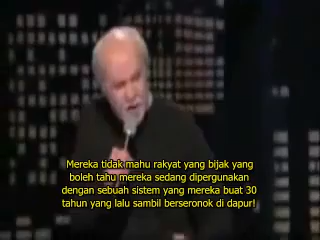 Mereka tidak mahu rakyat yang bijak yang
boleh tahu mereka sedang dipergunakan
dengan sebuah sistem yang mereka buat 30
tahun yang lalu sambil berseronok di dapur!